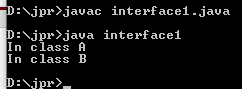 D:\jpr>javac interface1.java
D:\jpr>java interface1
In class A
In class B
D:\jpr>